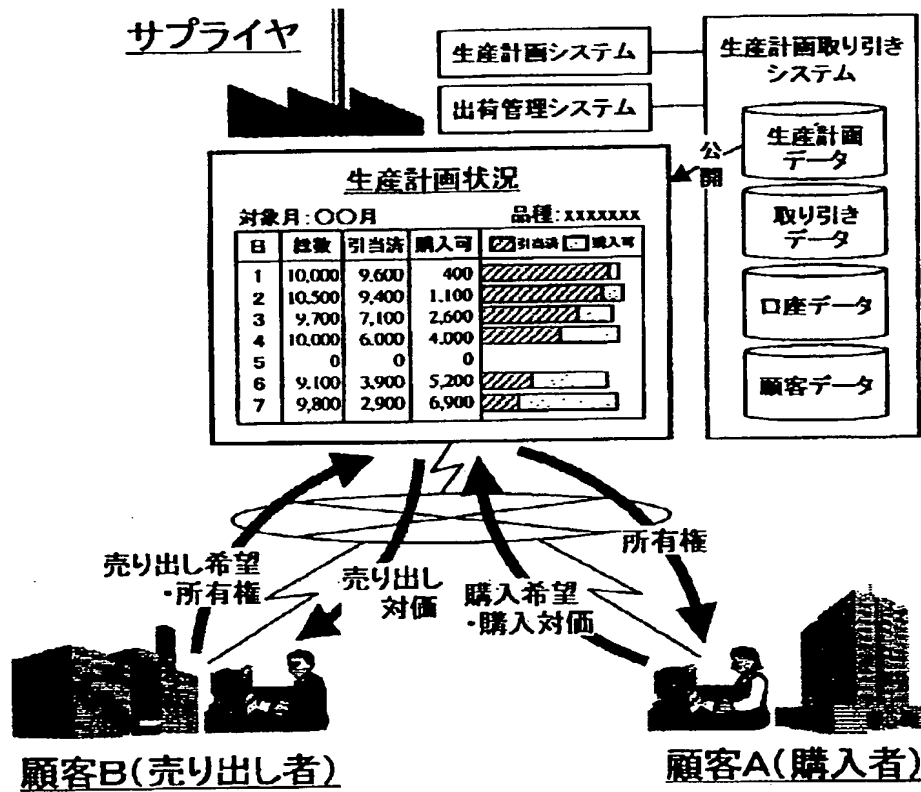 サプライヤ
生産計画システム
出荷管理システム
生産計画取り引き
システム
生産計画
データ
取り引き
データ
口座データ
顧客データ
公開
生産計画状況
対象月:〇〇月 品種:xxxxxxx
日 総数 引当済 購入可 引当済 購入可
1 10,000 9,600 400
2 10,500 9,400 1,100
3 9,700 7,100 2,600
4 10,000 6,000 4,000
5 0 0 0
6 9,100 3,900 5,200
7 9,800 2,900 6,900
売り出し希望
・所有権
売り出し
対価
購入希望
・購入対価
所有権
顧客B(売り出し者)
顧客A(購入者)